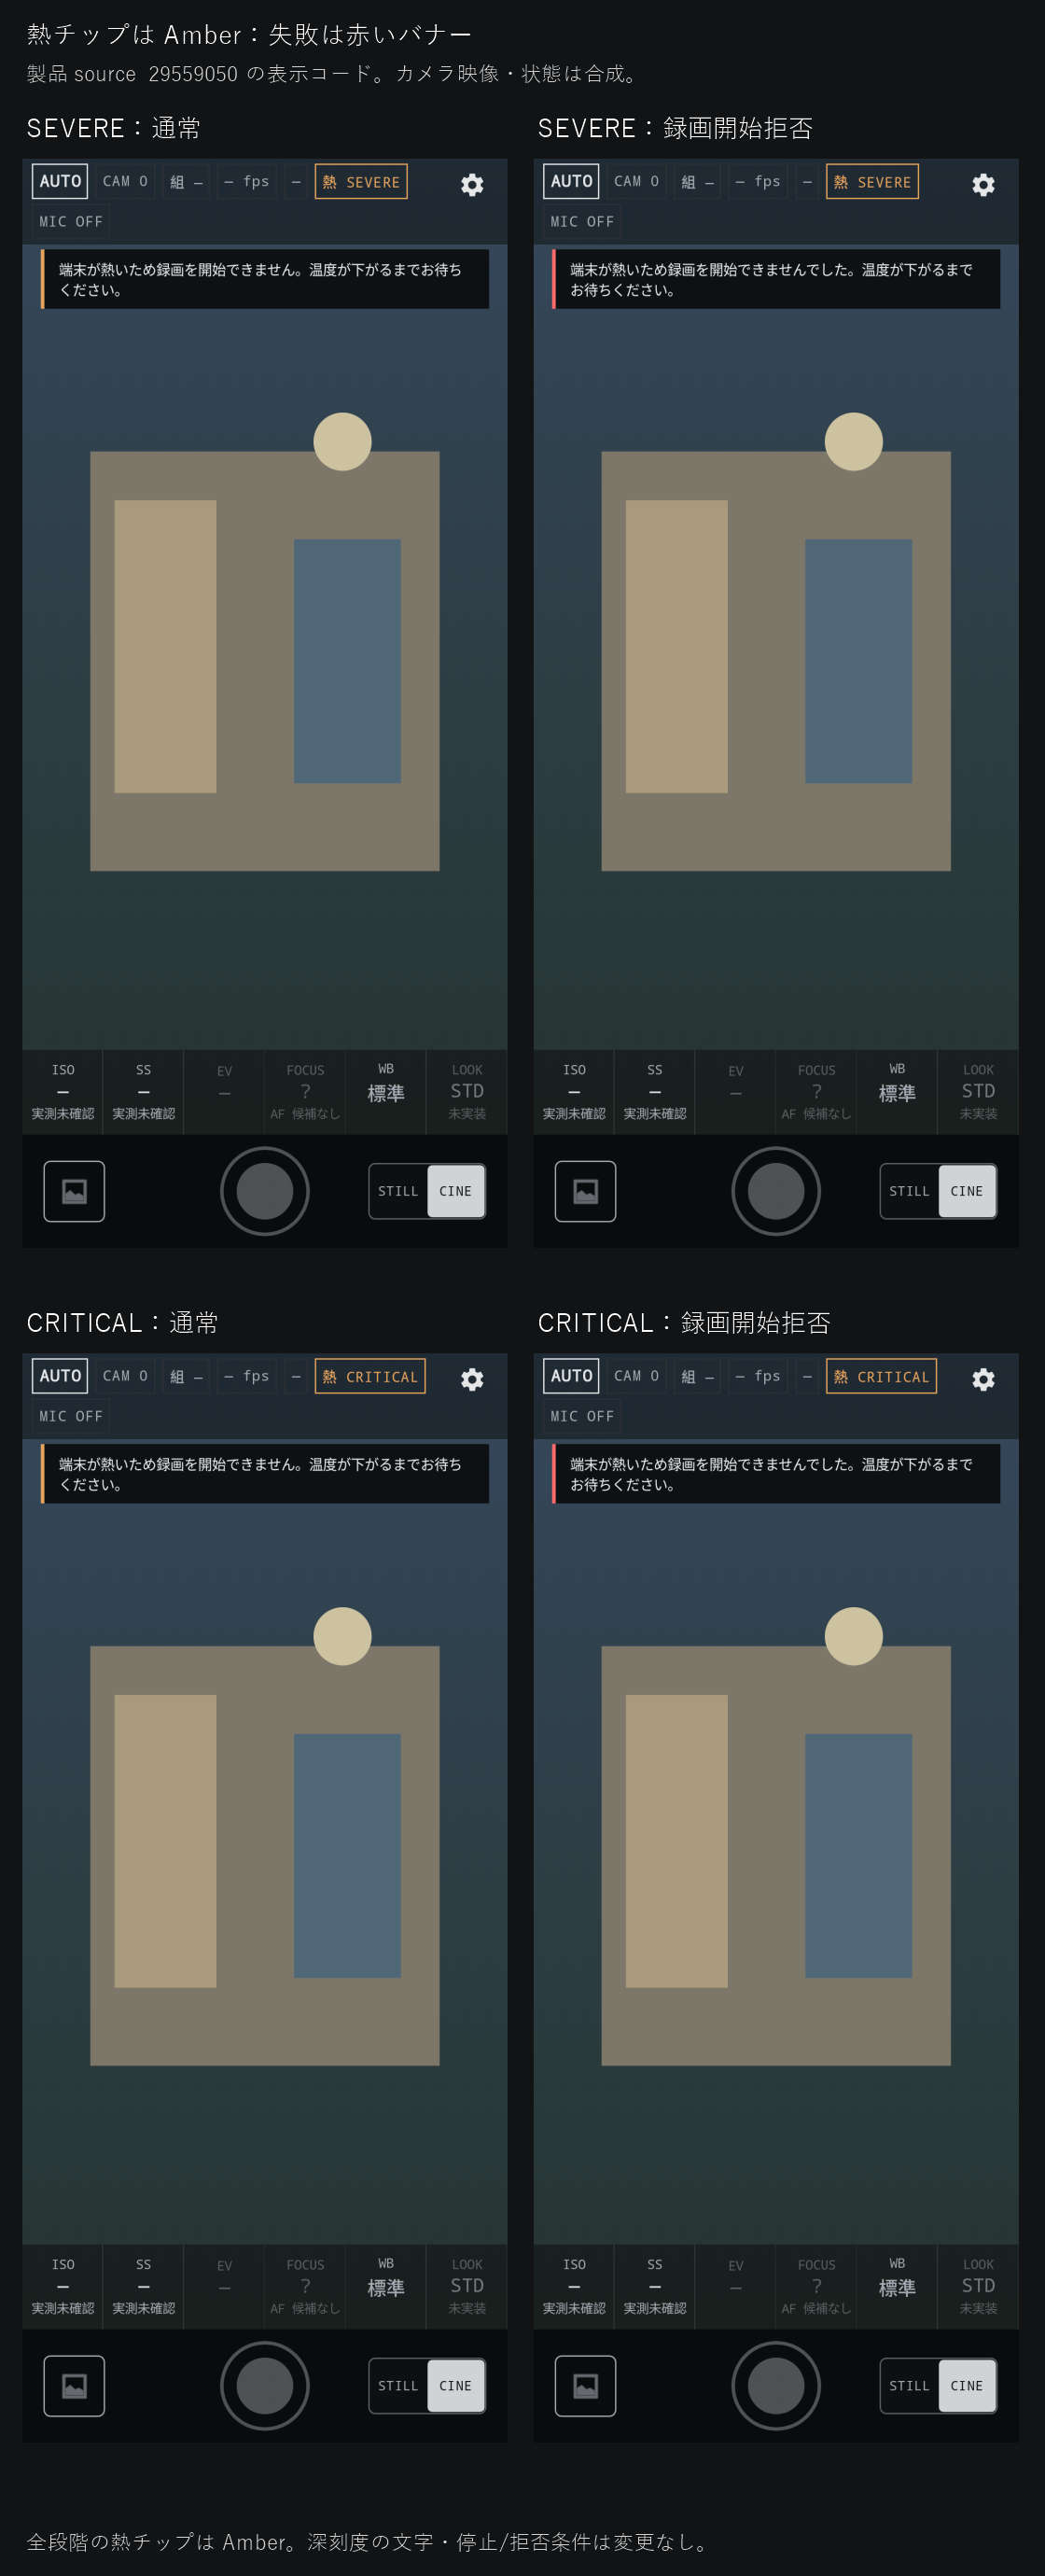 熱チップは Amber：失敗は赤いバナー
製品 source 29559050 の表示コード。カメラ映像・状態は合成。
SEVERE：通常
AUTO CAM 0 組 — — fps — 熱 SEVERE
MIC OFF
端末が熱いため録画を開始できません。温度が下がるまでお待ち
ください。
ISO SS EV FOCUS WB LOOK
— — — ? 標準 STD
実測未確認 実測未確認 AF 候補なし 未実装
STILL CINE
SEVERE：録画開始拒否
AUTO CAM 0 組 — — fps — 熱 SEVERE
MIC OFF
端末が熱いため録画を開始できませんでした。温度が下がるまで
お待ちください。
ISO SS EV FOCUS WB LOOK
— — — ? 標準 STD
実測未確認 実測未確認 AF 候補なし 未実装
STILL CINE
CRITICAL：通常
AUTO CAM 0 組 — — fps — 熱 CRITICAL
MIC OFF
端末が熱いため録画を開始できません。温度が下がるまでお待ち
ください。
ISO SS EV FOCUS WB LOOK
— — — ? 標準 STD
実測未確認 実測未確認 AF 候補なし 未実装
STILL CINE
CRITICAL：録画開始拒否
AUTO CAM 0 組 — — fps — 熱 CRITICAL
MIC OFF
端末が熱いため録画を開始できませんでした。温度が下がるまで
お待ちください。
ISO SS EV FOCUS WB LOOK
— — — ? 標準 STD
実測未確認 実測未確認 AF 候補なし 未実装
STILL CINE
全段階の熱チップは Amber。深刻度の文字・停止/拒否条件は変更なし。